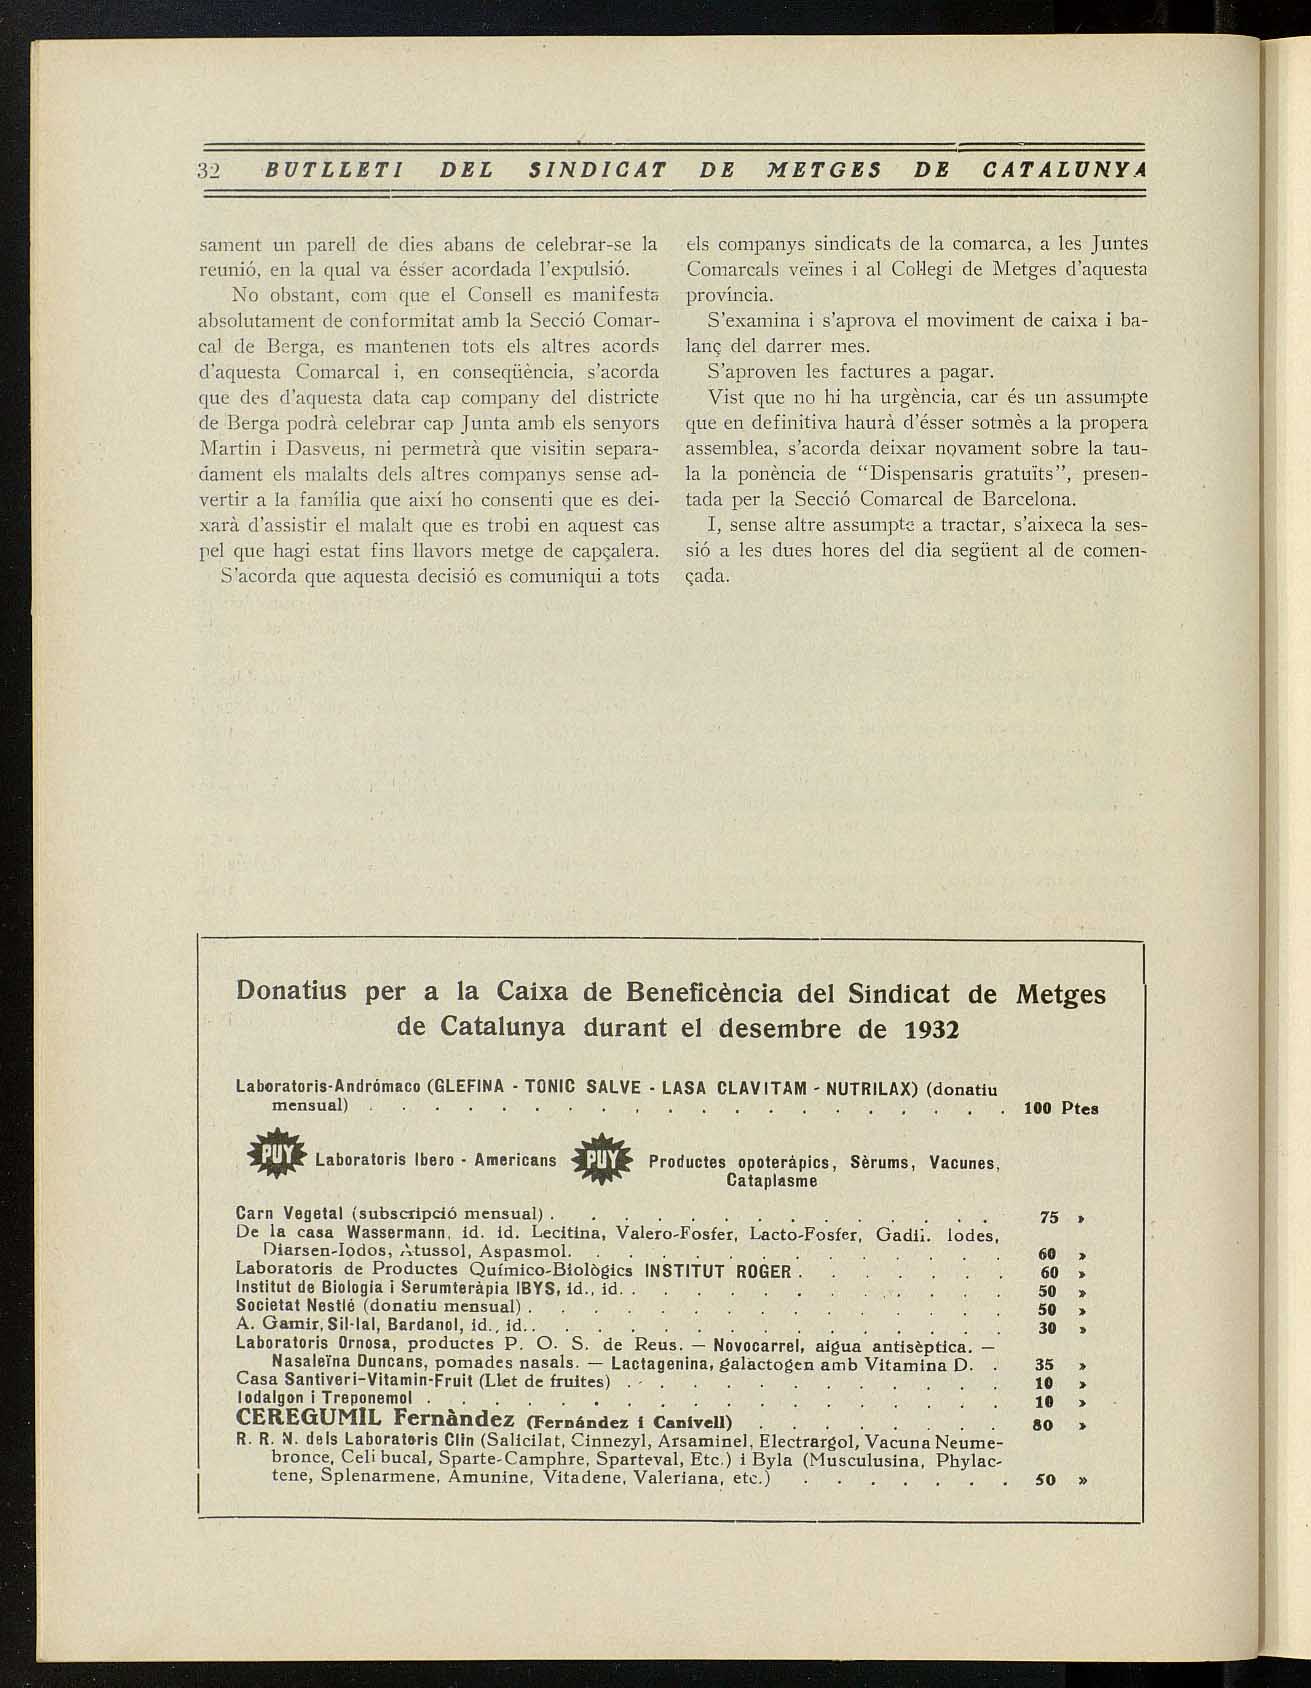 32 BUTLLETI DEL SINDICAT DE METGES DE CATALUNYA
sament un parell de dies abans de celebrar-se la
reunió, en la qual va ésser acordada l'expulsió.
No obstant, com que el Consell es manifesta
absolutament de conformitat amb la Secció Comar-
cal de Berga, es mantenen tots els altres acords
d'aquesta Comarcal i, en conseqüència, s'acorda
que des d'aquesta data cap company del districte
de Berga podrà celebrar cap Junta amb els senyors
Martin i Dasveus, ni permetrà que visitin separa-
dament els malalts dels altres companys sense ad-
vertir a la família que així ho consenti que es dei-
xarà d'assistir el malalt que es trobi en aquest cas
pel que hagi estat fins llavors metge de capçalera.
S'acorda que aquesta decisió es comuniqui a tots
els companys sindicats de la comarca, a les Juntes
Comarcals veïnes i al Col·legi de Metges d'aquesta
província.
S'examina i s'aprova el moviment de caixa i ba-
lanç del darrer mes.
S'aproven les factures a pagar.
Vist que no hi ha urgència, car és un assumpte
que en definitiva haurà d'ésser sotmès a la propera
assemblea, s'acorda deixar novament sobre la tau-
la la ponència de "Dispensaris gratuïts", presen-
tada per la Secció Comarcal de Barcelona.
I, sense altre assumpte a tractar, s'aixeca la ses-
sió a les dues hores del dia següent al de comen-
çada.
Donatius per a la Caixa de Beneficència del Sindicat de Metges
de Catalunya durant el desembre de 1932
Laboratoris-Andrómaco (GLEFINA - TONIC SALVE - LASA CLAVITAM - NUTRILAX) (donatiu
mensual) . . . . . . . . . . . . . . . . . . . . 100 Ptes
PUY Laboratoris Ibero - Americans PUY Productes opoteràpics, Sèrums, Vacunes,
Cataplasme
Carn Vegetal (subscripció mensual) . . . . . . . . . . . . . . 75 »
De la casa Wassermann, id. id. Lecitina, Valero-Fosfer, Lacto-Fosfer, Gadil. Iodes,
Diarsen-Iodos, Atussol, Aspasmol. . . . . . . . . . . . . . 60 »
Laboratoris de Productes Químico-Biològics INSTITUT ROGER . . . . . . . 60 »
Institut de Biologia i Serumteràpia IBYS, id., id. . . . . . . . . . . . . 50 »
Societat Nestlé (donatiu mensual) . . . . . . . . . . . . . . . 50 »
A. Gamir, Sil-lal, Bardanol, id., id. . . . . . . . . . . . . . . . 30 »
Laboratoris Ornosa, productes P. O. S. de Reus. — Novocarrel, aigua antisèptica. —
Nasaleïna Duncans, pomades nasals. — Lactagenina, galactogen amb Vitamina D. . 35 »
Casa Santiveri-Vitamin-Fruit (Llet de fruites) . . . . . . . . . . . . 10 »
Iodalgon i Treponemol . . . . . . . . . . . . . . . . . . 10 »
CEREGUMIL Fernàndez (Fernández i Canivell) . . . . . . . . 80 »
R. R. N. dels Laboratoris Clin (Salicilat, Cinnezyl, Arsaminel, Electrargol, Vacuna Neume-
bronce, Celibucal, Sparte-Camphre, Sparteval, Etc.) i Byla (Musculusina, Phylac-
tene, Splenarmene, Amunine, Vitadene, Valeriana, etc.) . . . . . . . 50 »